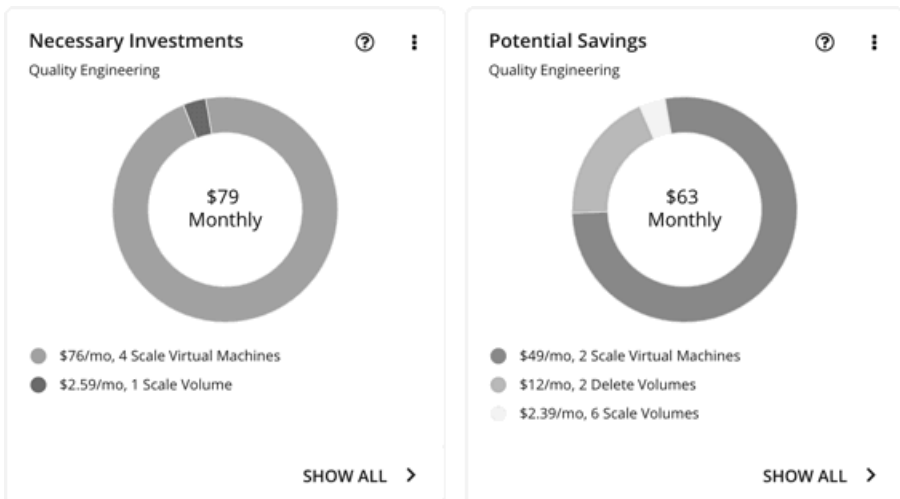 Necessary Investments
Quality Engineering
$79
Monthly
$76/mo, 4 Scale Virtual Machines
$2.59/mo, 1 Scale Volume
SHOW ALL
Potential Savings
Quality Engineering
$63
Monthly
$49/mo, 2 Scale Virtual Machines
$12/mo, 2 Delete Volumes
$2.39/mo, 6 Scale Volumes
SHOW ALL